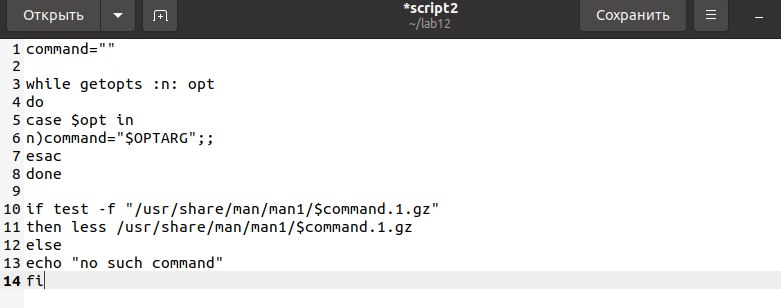 Открыть
*script2
~/lab12
Сохранить
1 command=""
2
3 while getopts :n: opt
4 do
5 case $opt in
6 n)command="$OPTARG";;
7 esac
8 done
9
10 if test -f "/usr/share/man/man1/$command.1.gz"
11 then less /usr/share/man/man1/$command.1.gz
12 else
13 echo "no such command"
14 fi